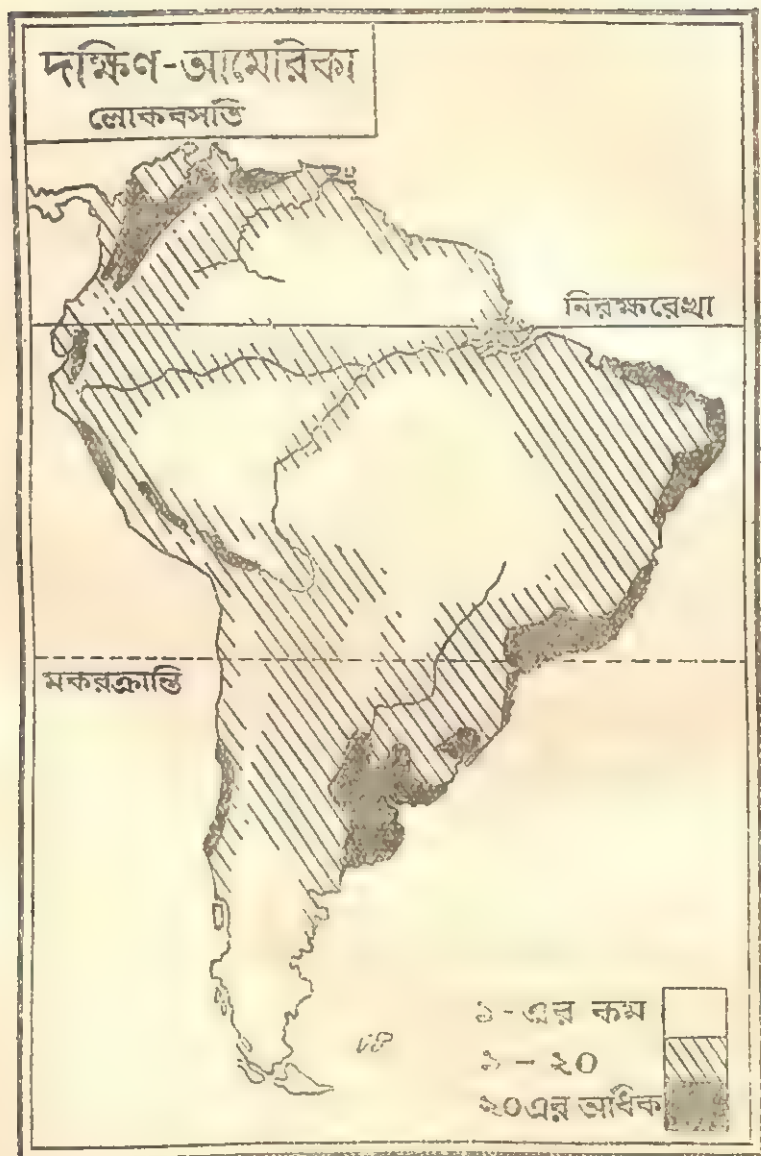 দক্ষিণ-আমেরিকা
লোকবসতি
নিরক্ষরেখা
মকরক্রান্তি
১-এর কম
১ - ২০
২০এর অধিক